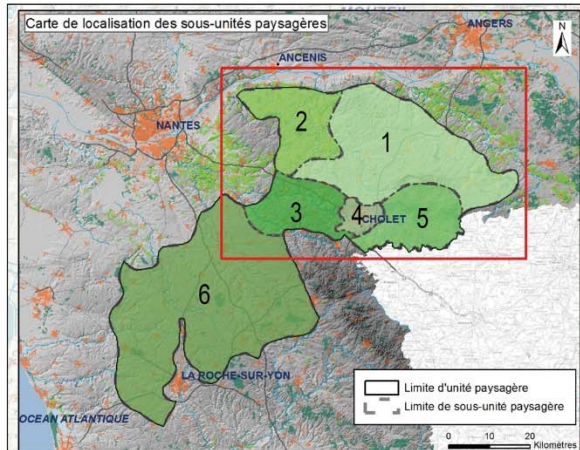 Carte de localisation des sous-unités paysagères
ANGERS
N
ANCENIS
NANTES
2
1
3
4
CHOLET
5
6
LA ROCHE-SUR-YON
OCEAN ATLANTIQUE
Limite d'unité paysagère
Limite de sous-unité paysagère
0 10 20
Kilomètres